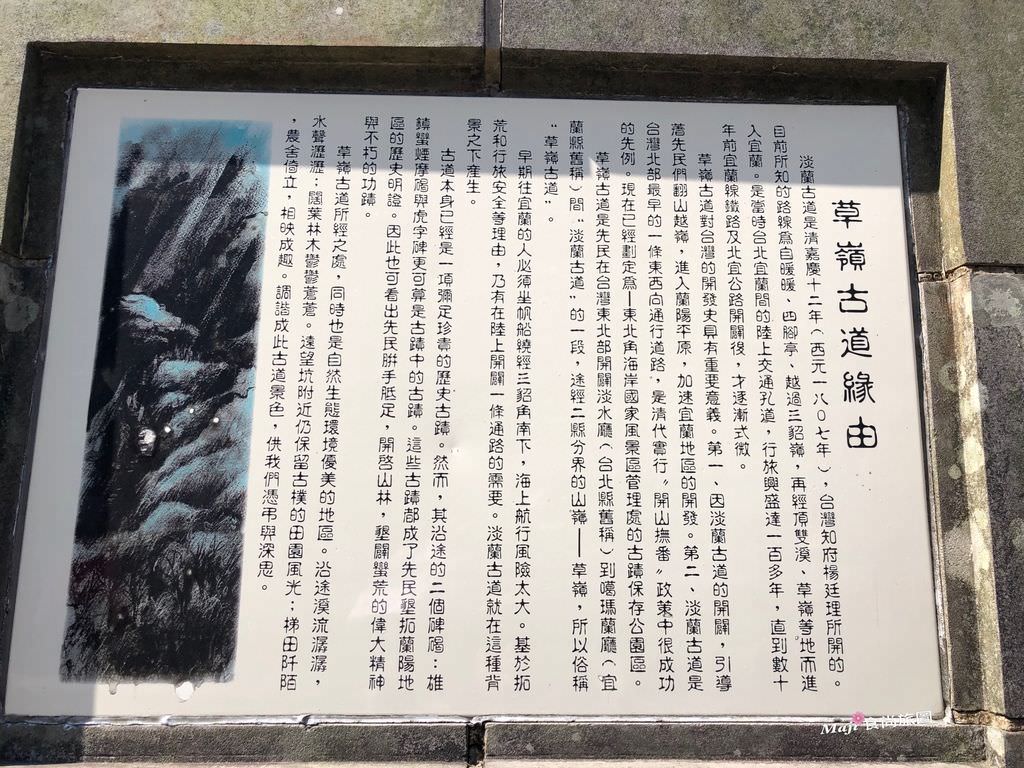 草嶺古道緣由
淡蘭古道是清嘉慶十二年（西元一八０七年），台灣知府楊廷理所開的。
目前所知的路線為自暖暖、四腳亭、越過三貂嶺，再經頂雙溪、草嶺等地而進
入宜蘭。是當時台北宜蘭間的陸上交通孔道，行旅興盛達一百多年，直到數十
年前宜蘭線鐵路及北宜公路開闢後，才逐漸式微。
草嶺古道對台灣的開發史具有重要意義。第一、因淡蘭古道的開闢，引導
著先民們翻山越嶺，進入蘭陽平原，加速宜蘭地區的開發。第二、淡蘭古道是
台灣北部最早的一條東西向通行道路，是清代實行〝開山撫番〞政策中很成功
的先例。現在已經劃定為—東北角海岸國家風景區管理處的古蹟保存公園區。
草嶺古道是先民在台灣東北部開闢淡水廳（台北縣舊稱）到噶瑪蘭廳（宜
蘭縣舊稱）間〝淡蘭古道〞的一段，途經二縣分界的山嶺——草嶺，所以俗稱
〝草嶺古道〞。
早期往宜蘭的人必須坐帆船繞經三貂角南下，海上航行風險太大。基於拓
荒和行旅安全等理由，乃有在陸上開闢一條通路的需要。淡蘭古道就在這種背
景之下產生。
古道本身已經是一項彌足珍貴的歷史古蹟。然而，其沿途的二個碑碣：雄
鎮蠻煙摩碣與虎字碑更可算是古蹟中的古蹟。這些古蹟都成了先民墾拓蘭陽地
區的歷史明證。因此也可看出先民胼手胝足，開啓山林，墾闢蠻荒的偉大精神
與不朽的功蹟。
草嶺古道所經之處，同時也是自然生態環境優美的地區。沿途溪流潺潺，
水聲瀝瀝；闊葉林木鬱鬱蒼蒼。遠望坑附近仍保留古樸的田園風光；梯田阡陌
，農舍倚立，相映成趣。調諧成此古道景色，供我們憑弔與深思。
Maji 食尚旅圖